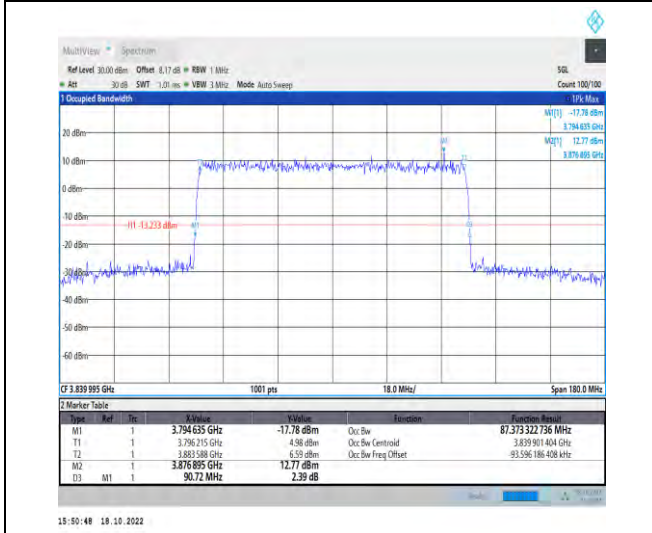 MultiView Spectrum
Ref Level 30.00 dBm Offset 8.17 dB RBW 1 MHz SGL
Att 30 dB SWT 1.01 ms VBW 3 MHz Mode Auto Sweep Count 100/100
1 Occupied Bandwidth 1Pk Max
M1[1] -17.78 dBm
3.794 635 GHz
M2[1] 12.77 dBm
3.876 895 GHz
20 dBm
10 dBm
0 dBm
-10 dBm
H1 -13.233 dBm
M1
D3
T2
-20 dBm
-30 dBm
-40 dBm
-50 dBm
-60 dBm
CF 3.839 995 GHz 1001 pts 18.0 MHz/ Span 180.0 MHz
2 Marker Table
Type Ref Trc X-Value Y-Value Function Function Result
M1 1 3.794 635 GHz -17.78 dBm Occ Bw 87.373 322 736 MHz
T1 1 3.796 215 GHz 4.98 dBm Occ Bw Centroid 3.839 901 404 GHz
T2 1 3.883 588 GHz 6.59 dBm Occ Bw Freq Offset -93.596 186 408 kHz
M2 1 3.876 895 GHz 12.77 dBm
D3 M1 1 90.72 MHz 2.39 dB
15:50:48 18.10.2022